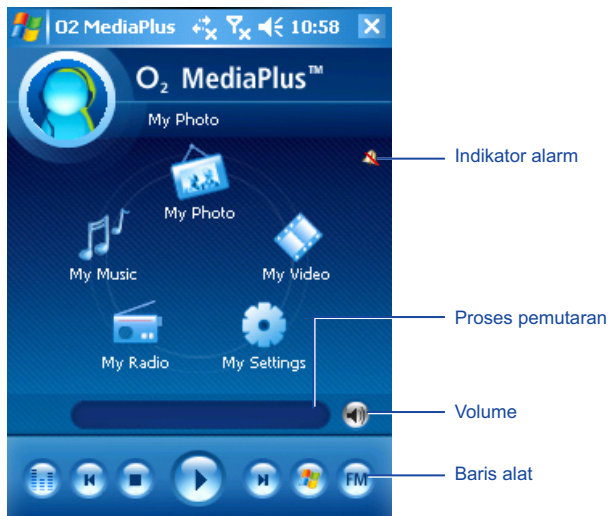 O2 MediaPlus 10:58
O₂ MediaPlus™
My Photo
Indikator alarm
My Photo
My Music
My Video
My Radio
My Settings
Proses pemutaran
Volume
Baris alat
FM